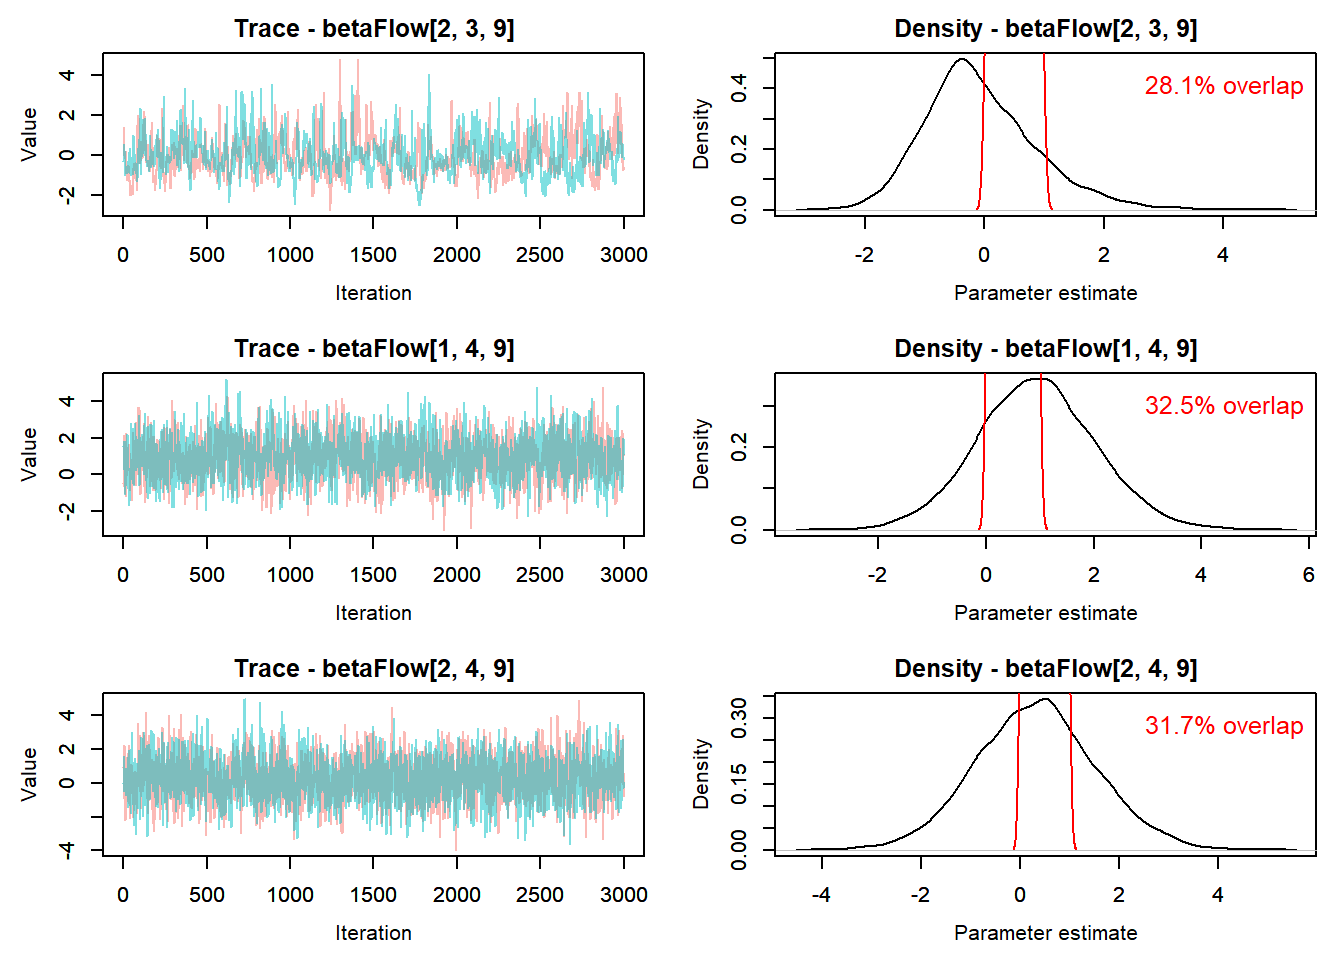 Trace - betaFlow[2, 3, 9]
Value
4
2
0
-2
0 500 1000 1500 2000 2500 3000
Iteration
Density - betaFlow[2, 3, 9]
28.1% overlap
Density
0.4
0.2
0.0
-2 0 2 4
Parameter estimate
Trace - betaFlow[1, 4, 9]
Value
4
2
0
-2
0 500 1000 1500 2000 2500 3000
Iteration
Density - betaFlow[1, 4, 9]
32.5% overlap
Density
0.2
0.0
-2 0 2 4 6
Parameter estimate
Trace - betaFlow[2, 4, 9]
Value
4
2
0
-4
0 500 1000 1500 2000 2500 3000
Iteration
Density - betaFlow[2, 4, 9]
31.7% overlap
Density
0.30
0.15
0.00
-4 -2 0 2 4
Parameter estimate